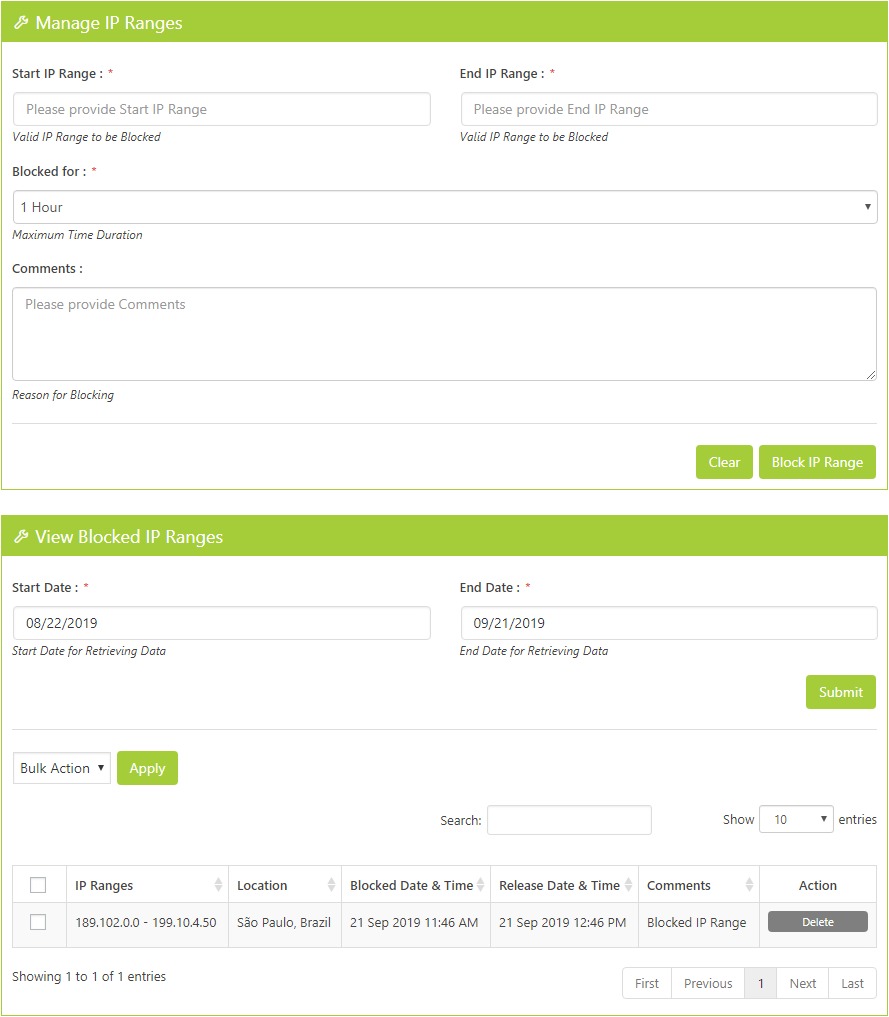 Manage IP Ranges
Start IP Range : * End IP Range : *
Please provide Start IP Range Please provide End IP Range
Valid IP Range to be Blocked Valid IP Range to be Blocked
Blocked for : *
1 Hour
Maximum Time Duration
Comments :
Please provide Comments
Reason for Blocking
Clear Block IP Range
View Blocked IP Ranges
Start Date : * End Date : *
08/22/2019 09/21/2019
Start Date for Retrieving Data End Date for Retrieving Data
Submit
Bulk Action Apply
Search: Show 10 entries
IP Ranges Location Blocked Date & Time Release Date & Time Comments Action
189.102.0.0 - 199.10.4.50 São Paulo, Brazil 21 Sep 2019 11:46 AM 21 Sep 2019 12:46 PM Blocked IP Range Delete
Showing 1 to 1 of 1 entries First Previous 1 Next Last